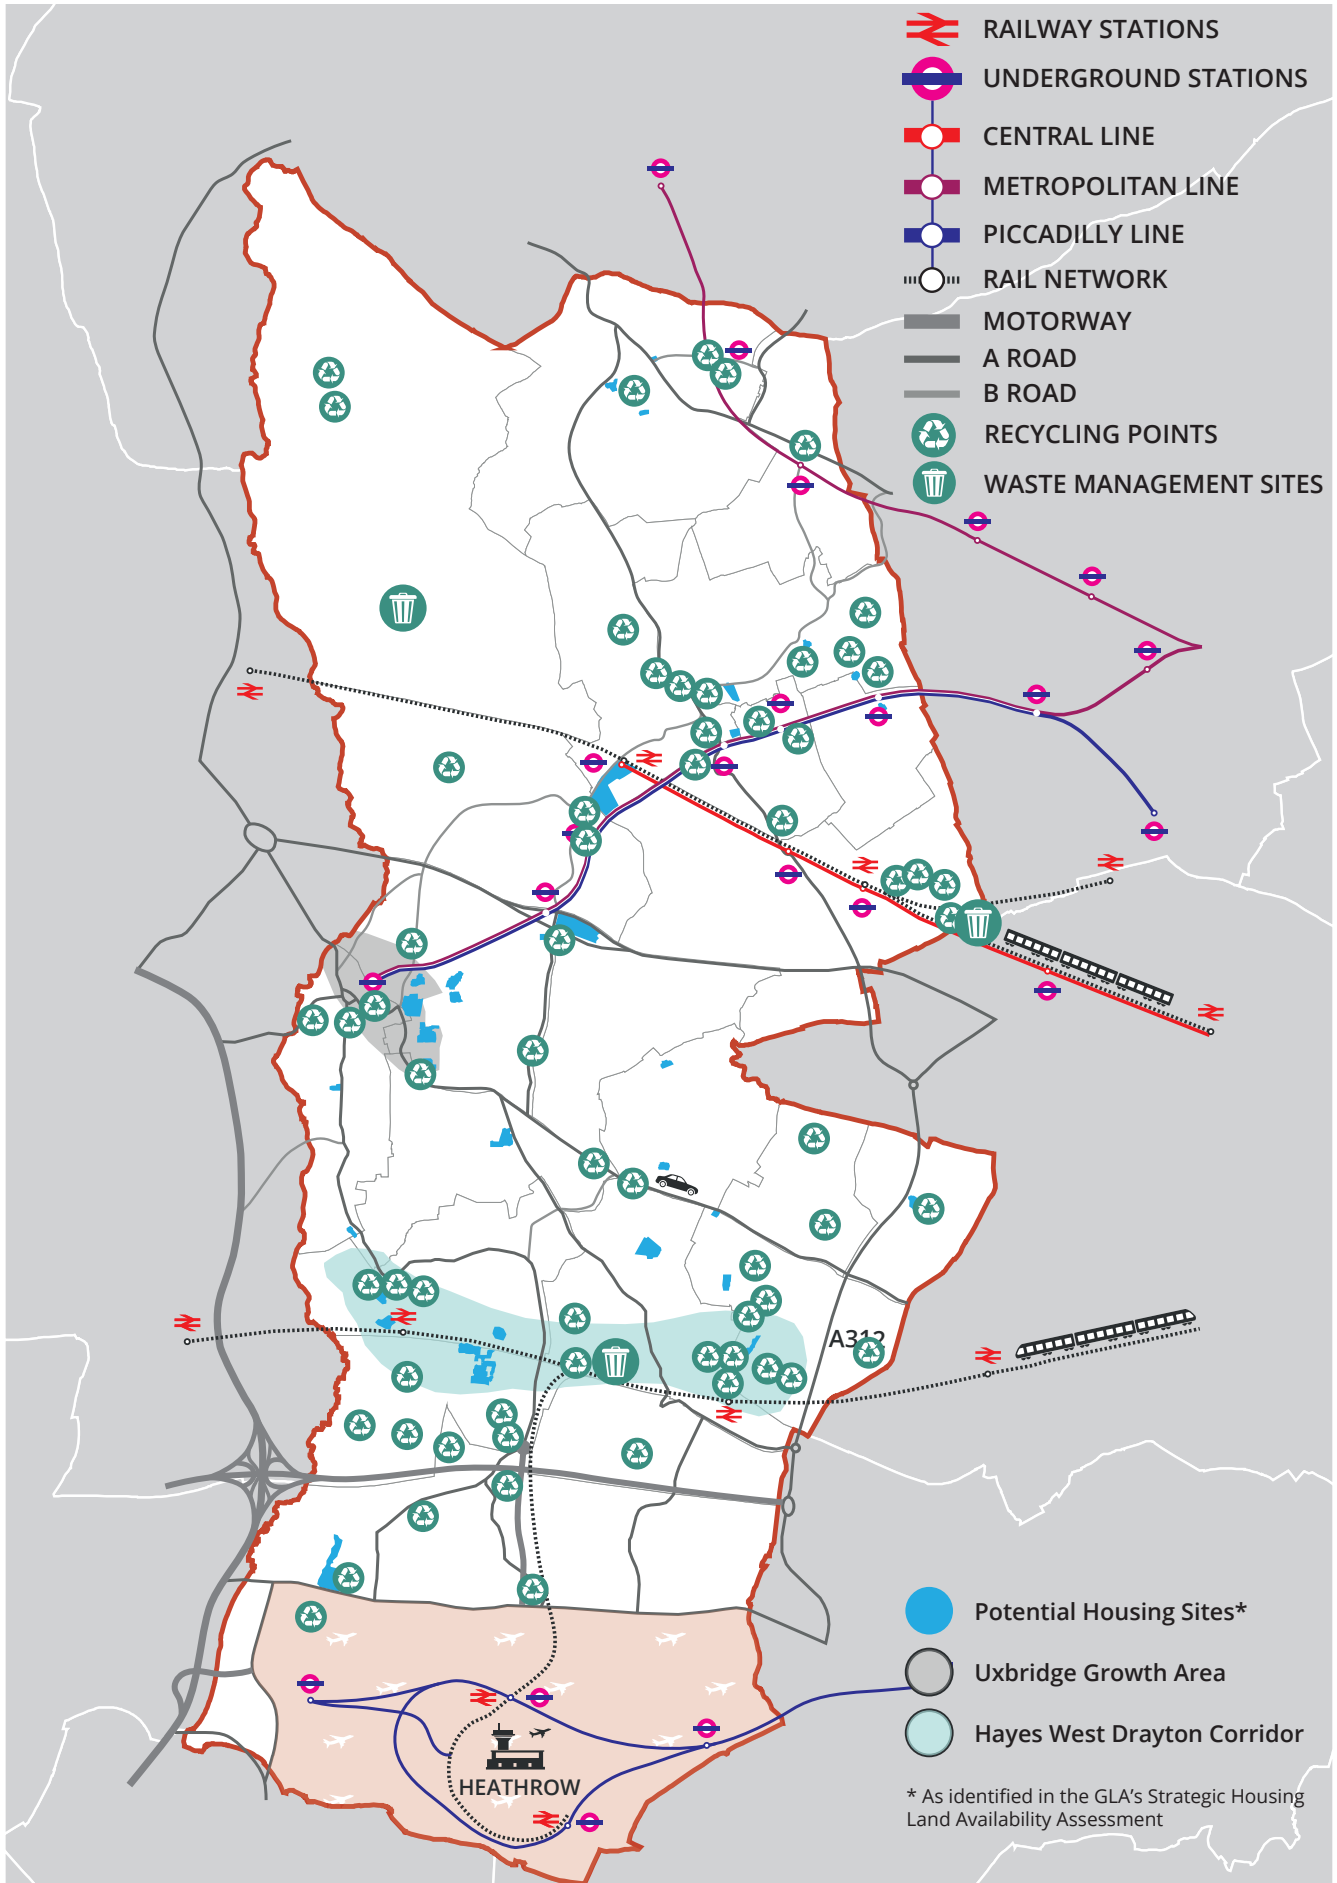 RAILWAY STATIONS
UNDERGROUND STATIONS
CENTRAL LINE
METROPOLITAN LINE
PICCADILLY LINE
RAIL NETWORK
MOTORWAY
A ROAD
B ROAD
RECYCLING POINTS
WASTE MANAGEMENT SITES
A312
Potential Housing Sites*
Uxbridge Growth Area
Hayes West Drayton Corridor
HEATHROW
* As identified in the GLA's Strategic Housing
Land Availability Assessment